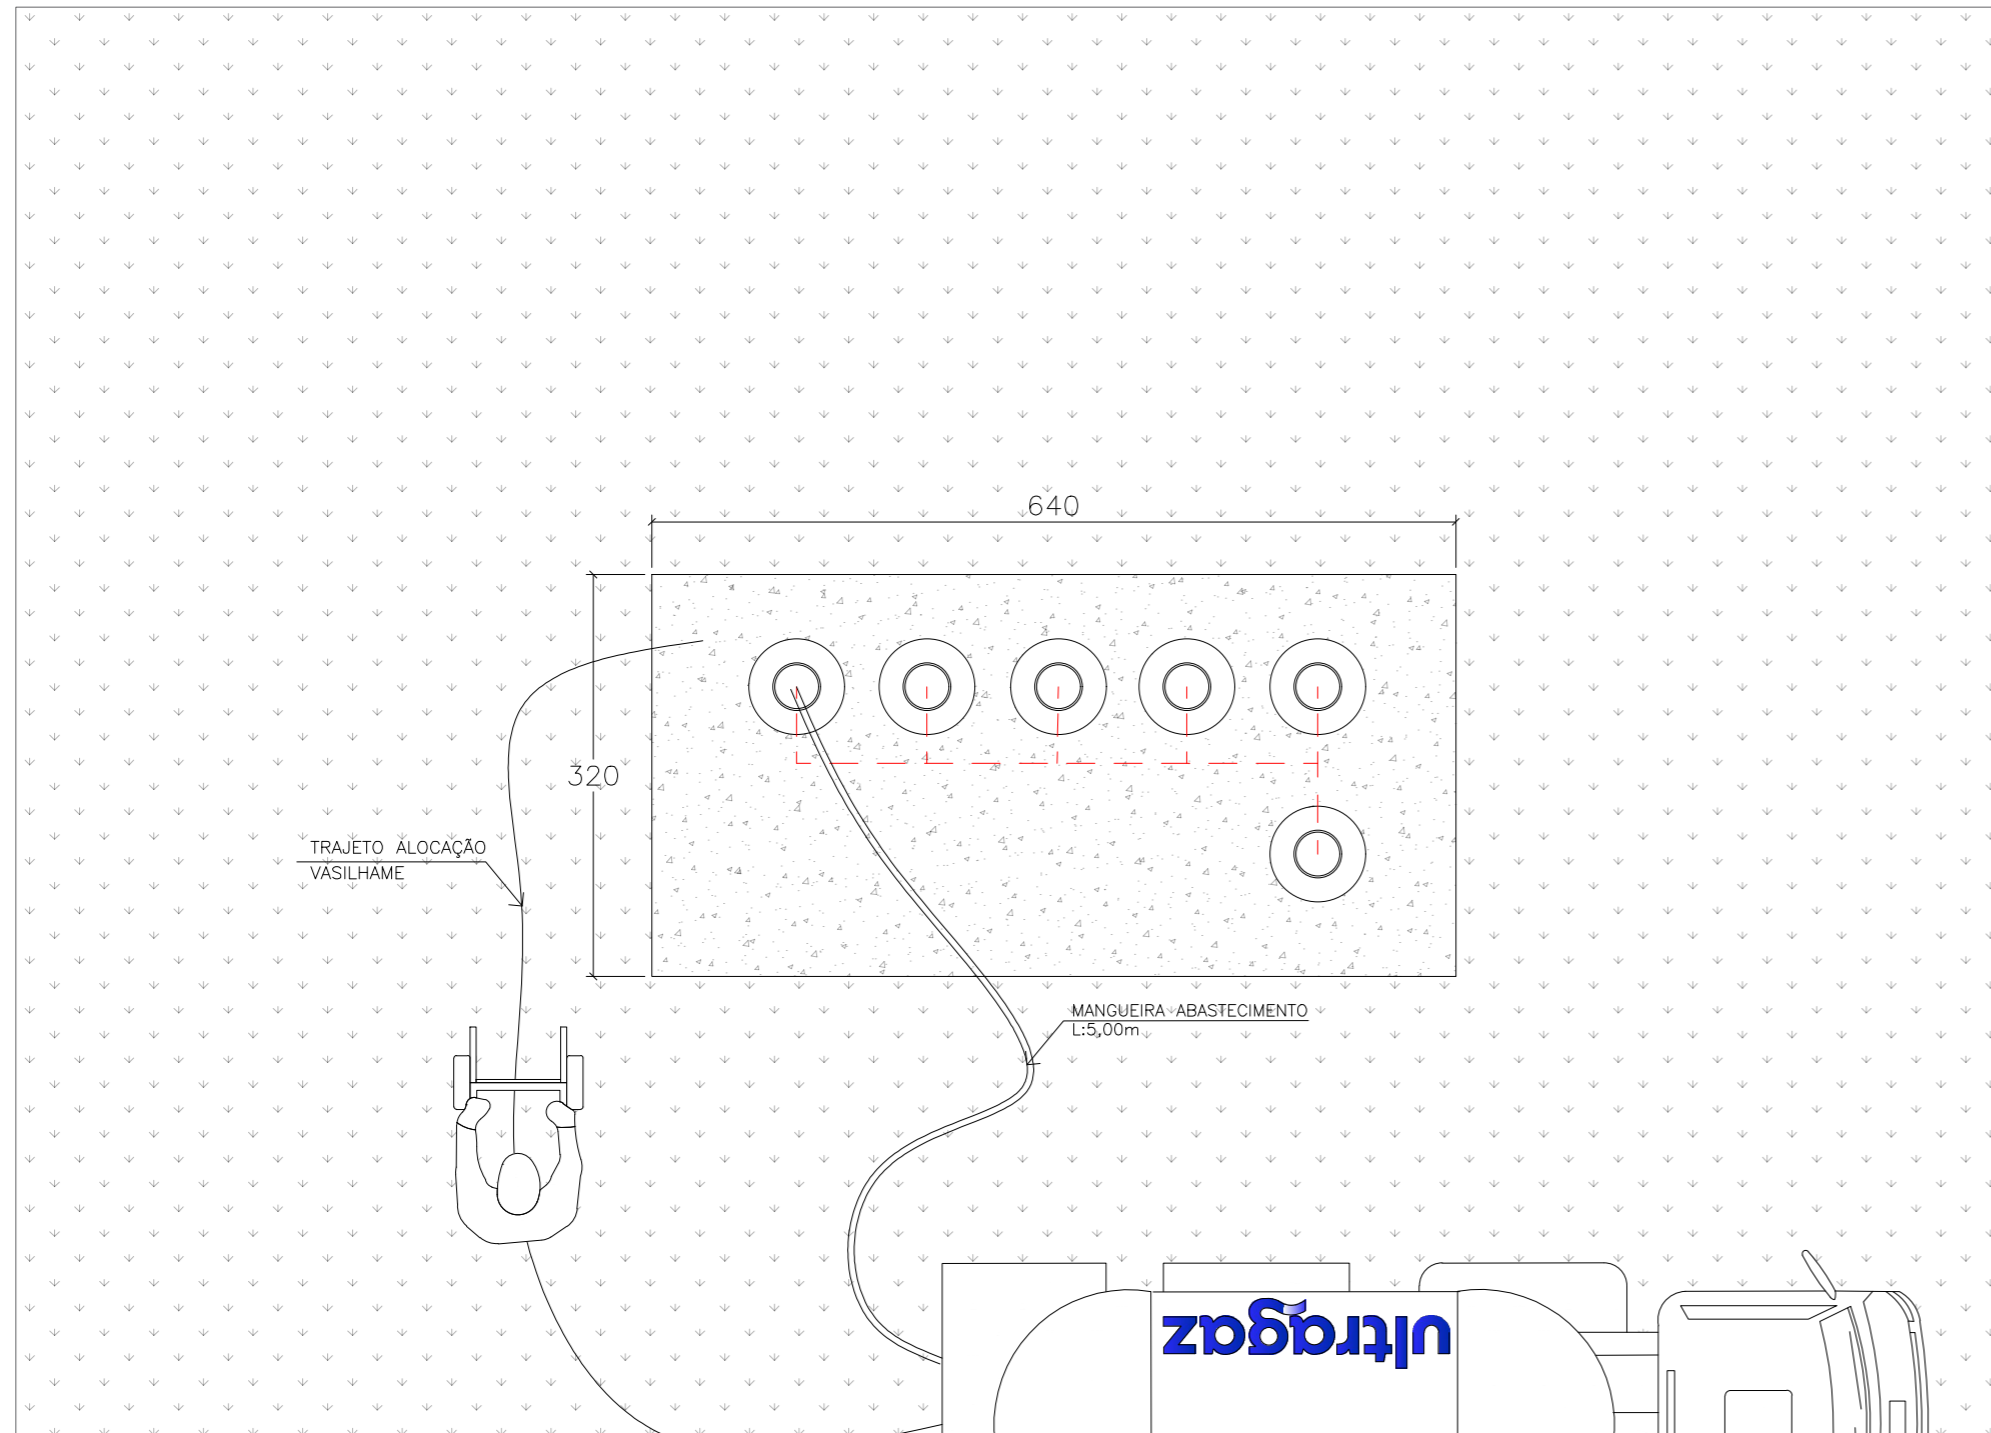 640
320
TRAJETO ALOCAÇÃO
VASILHAME
MANGUEIRA ABASTECIMENTO
L:5,00m
ultragaz